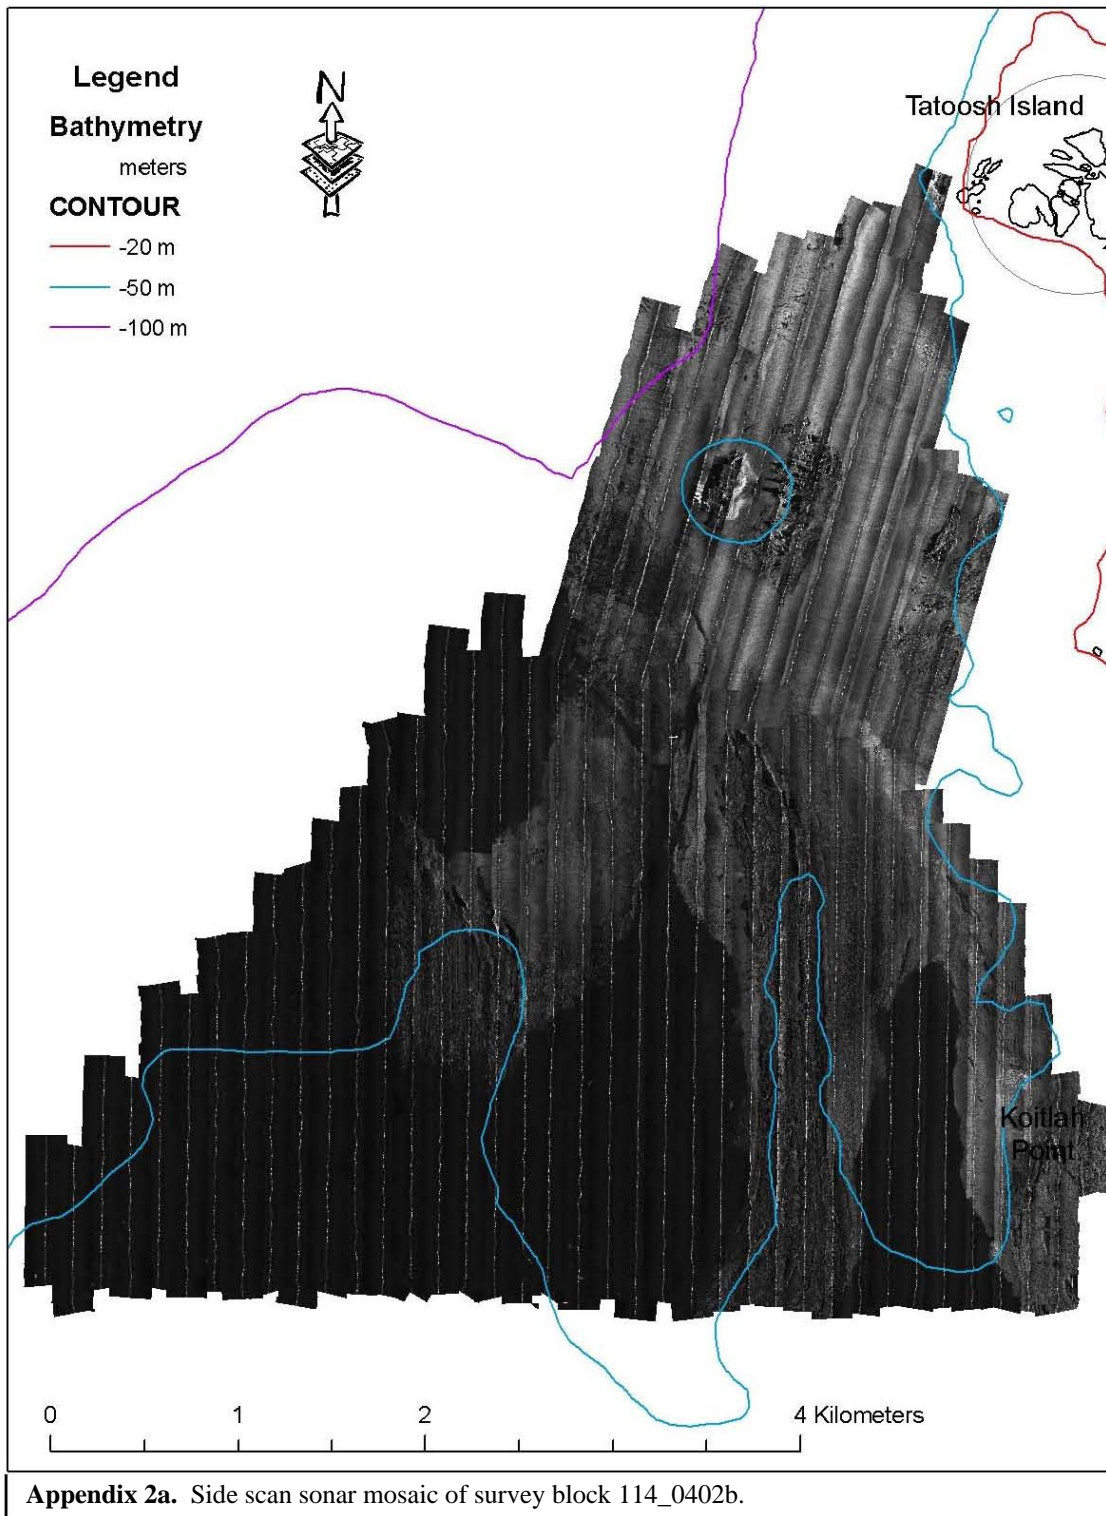 Legend
Bathymetry
meters
CONTOUR
-20 m
-50 m
-100 m
N
Tatoosh Island
Koitlah
Point
0 1 2 4 Kilometers
Appendix 2a. Side scan sonar mosaic of survey block 114_0402b.